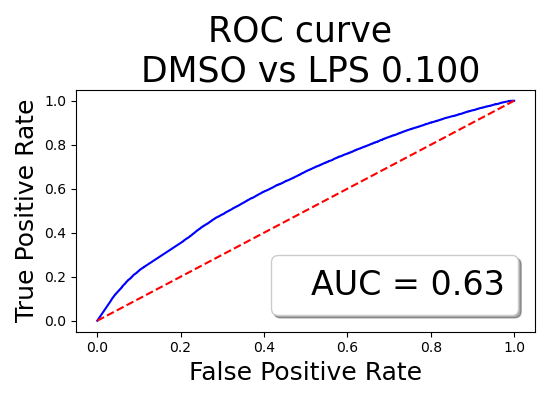 ROC curve
DMSO vs LPS 0.100
True Positive Rate
1.0
0.8
0.6
0.4
0.2
0.0
AUC = 0.63
0.0 0.2 0.4 0.6 0.8 1.0
False Positive Rate